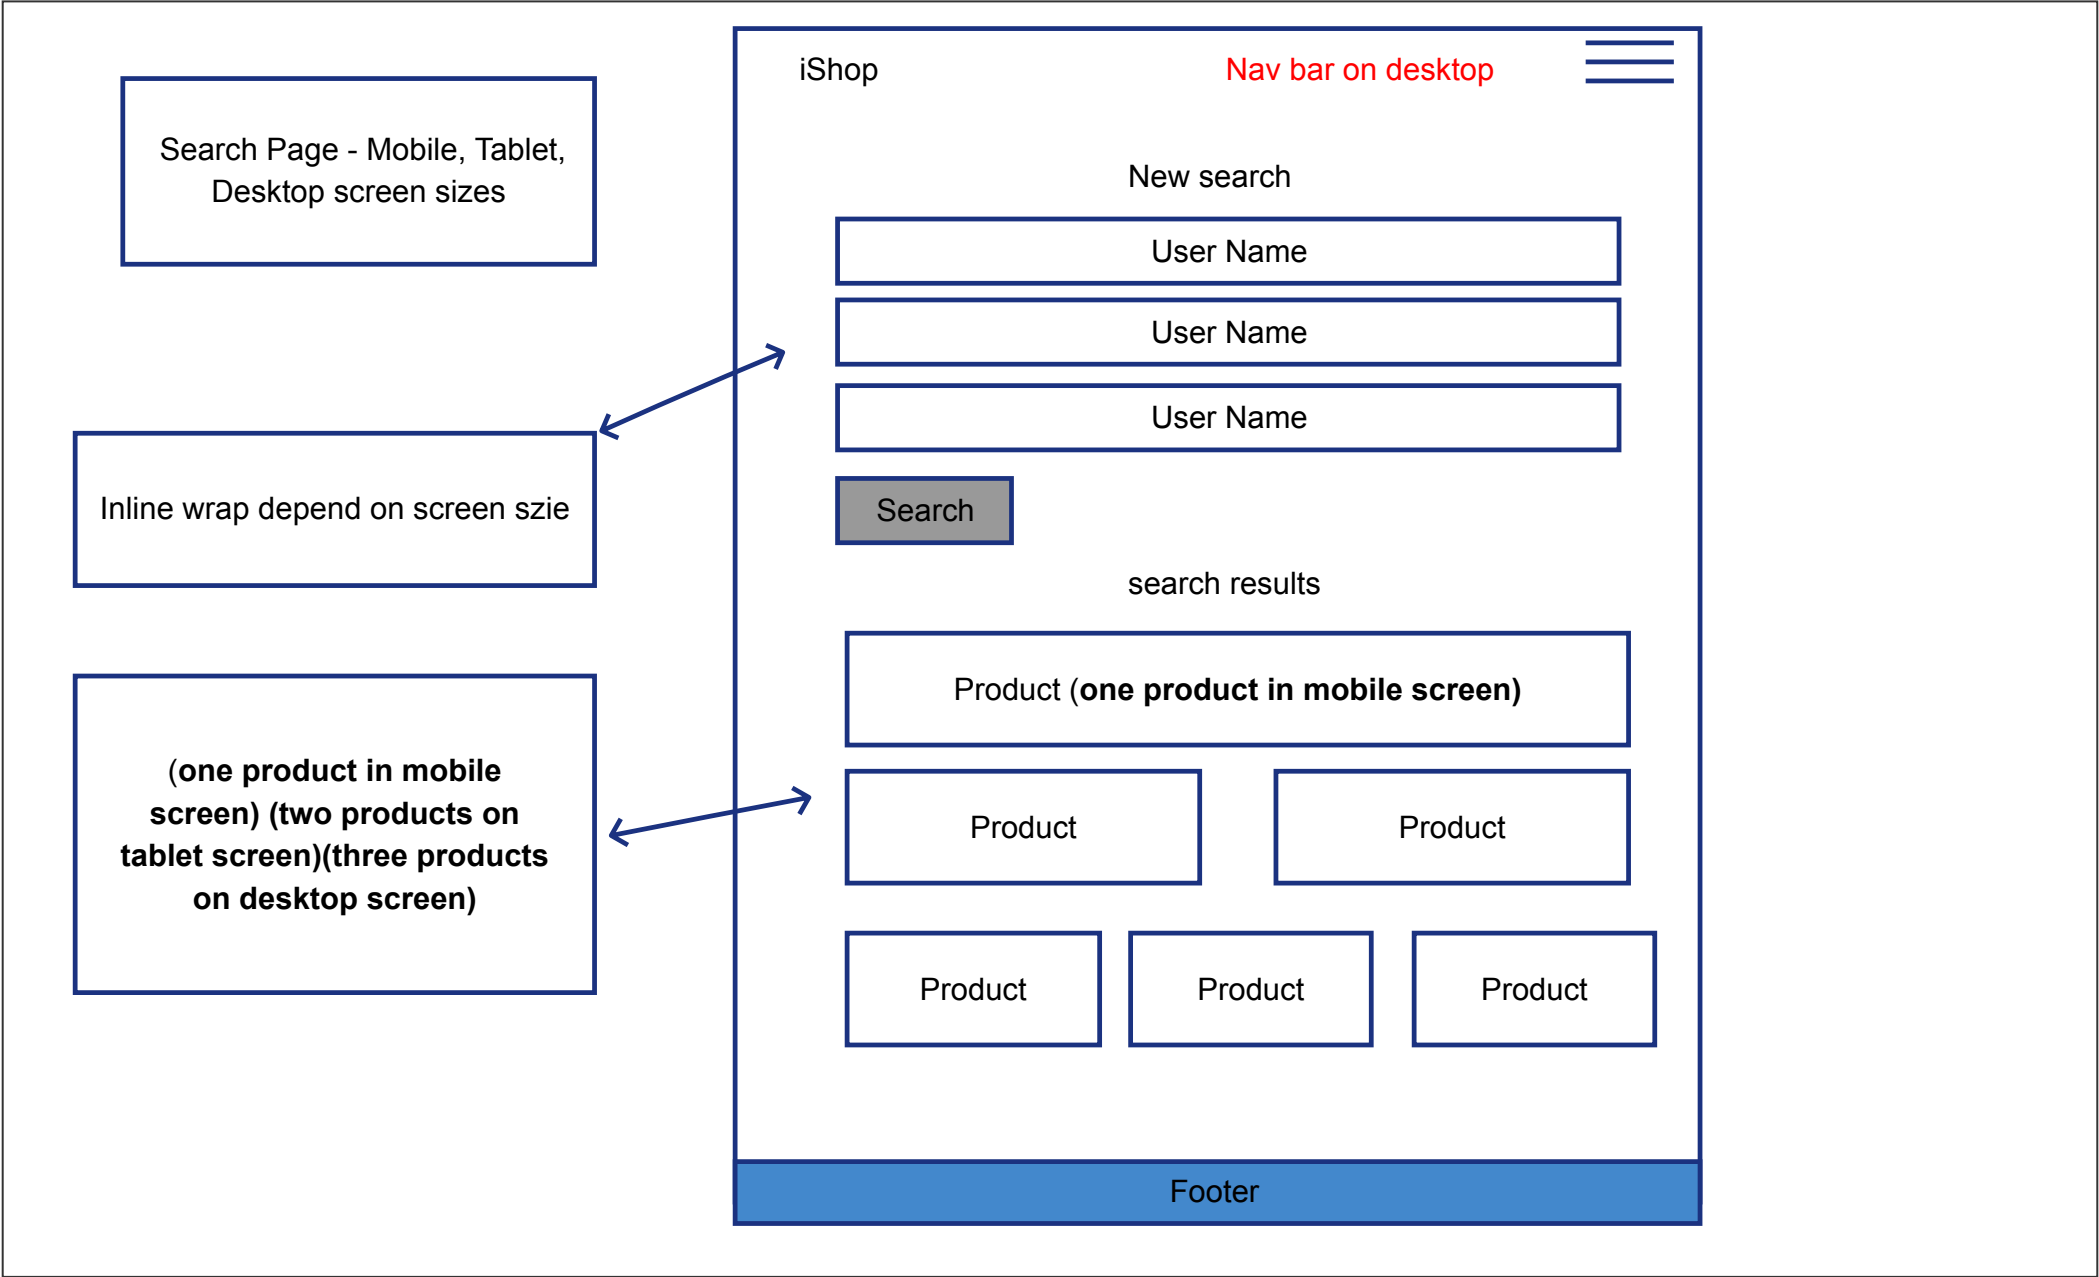 Search Page - Mobile, Tablet,
Desktop screen sizes
Inline wrap depend on screen szie
(one product in mobile
screen) (two products on
tablet screen)(three products
on desktop screen)
iShop
Nav bar on desktop
New search
User Name
User Name
User Name
Search
search results
Product (one product in mobile screen)
Product
Product
Product
Product
Product
Footer